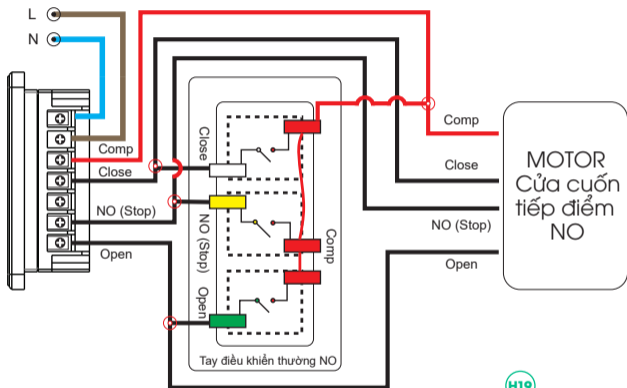 L
N
Comp
Close
NO (Stop)
Open
Close
NO (Stop)
Open
Comp
Tay điều khiển thường NO
Comp
Close
NO (Stop)
Open
MOTOR
Cửa cuốn
tiếp điểm
NO
H19